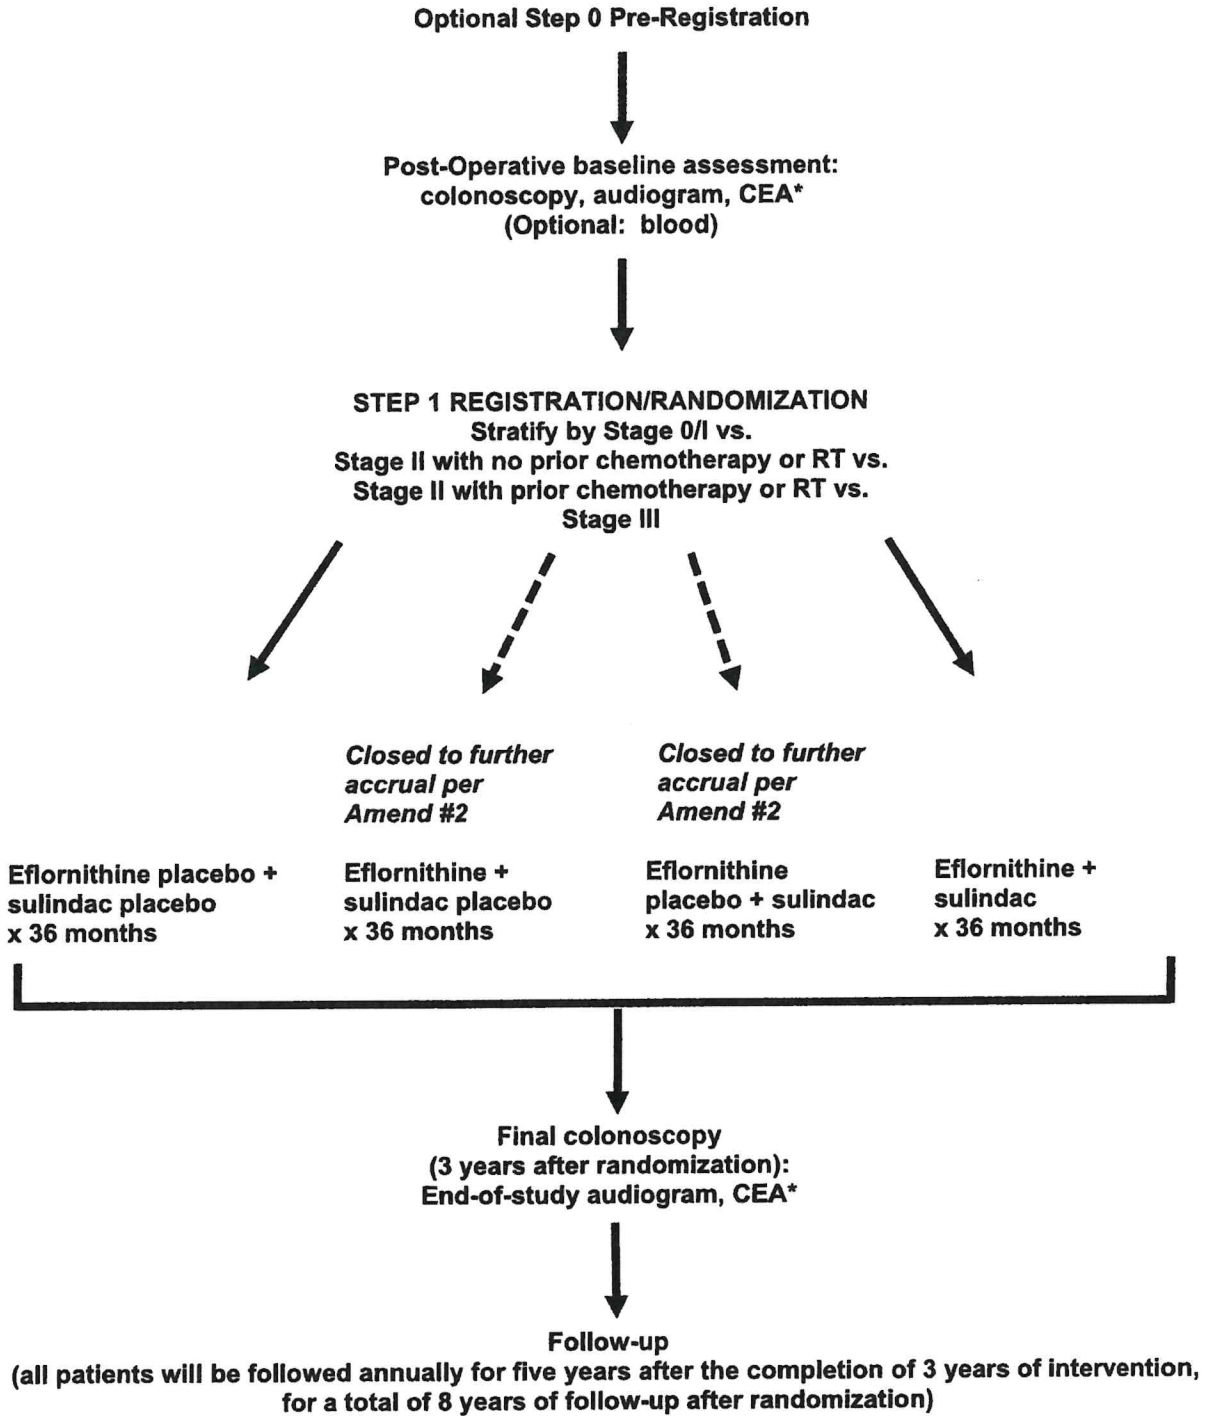 Optional Step 0 Pre-Registration
Post-Operative baseline assessment:
colonoscopy, audiogram, CEA*
(Optional: blood)
STEP 1 REGISTRATION/RANDOMIZATION
Stratify by Stage 0/I vs.
Stage II with no prior chemotherapy or RT vs.
Stage II with prior chemotherapy or RT vs.
Stage III
Eflornithine placebo +
sulindac placebo
x 36 months
Closed to further
accrual per
Amend #2
Eflornithine +
sulindac placebo
x 36 months
Closed to further
accrual per
Amend #2
Eflornithine
placebo + sulindac
x 36 months
Eflornithine +
sulindac
x 36 months
Final colonoscopy
(3 years after randomization):
End-of-study audiogram, CEA*
Follow-up
(all patients will be followed annually for five years after the completion of 3 years of intervention,
for a total of 8 years of follow-up after randomization)